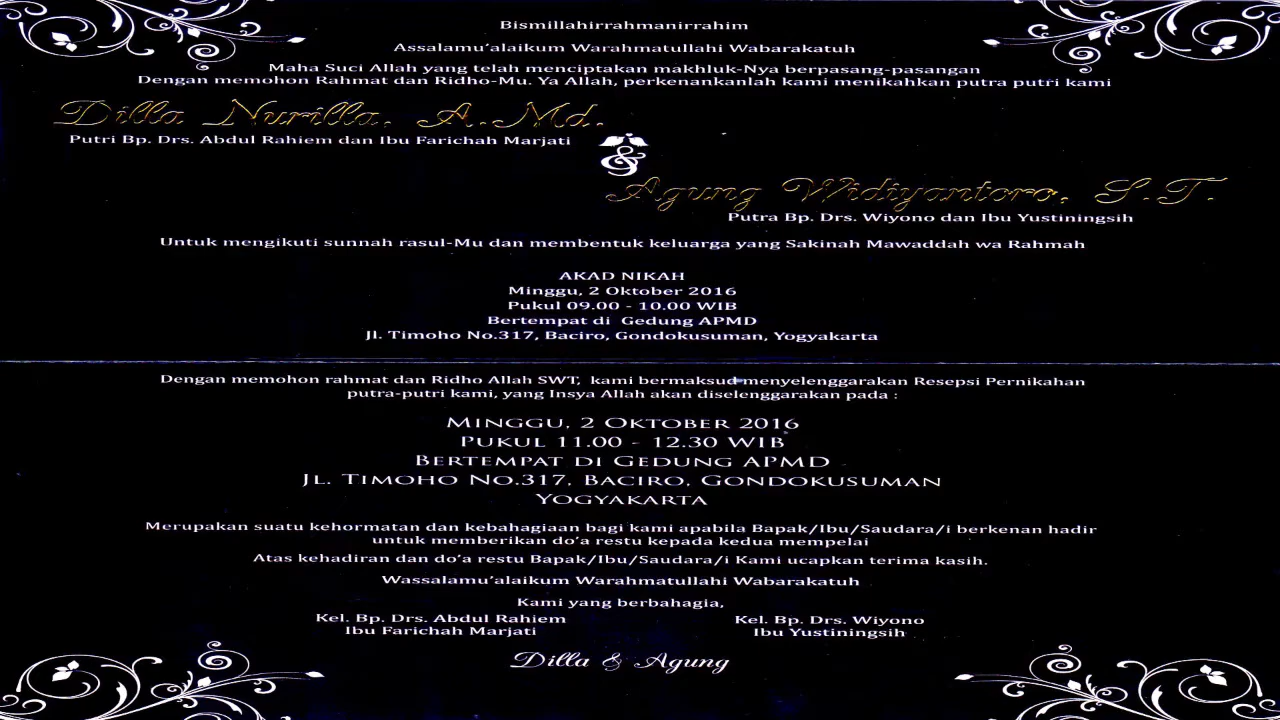 Bismillahirrahmanirrahim
Assalamu'alaikum Warahmatullahi Wabarakatuh
Maha Suci Allah yang telah menciptakan makhluk-Nya berpasang-pasangan
Dengan memohon Rahmat dan Ridho-Mu. Ya Allah, perkenankanlah kami menikahkan putra putri kami
Dilla Nurilla, A.Md.
Putri Bp. Drs. Abdul Rahiem dan Ibu Farichah Marjati
&
Agung Widiyantoro, S.T.
Putra Bp. Drs. Wiyono dan Ibu Yustiningsih
Untuk mengikuti sunnah rasul-Mu dan membentuk keluarga yang Sakinah Mawaddah wa Rahmah
AKAD NIKAH
Minggu, 2 Oktober 2016
Pukul 09.00 - 10.00 WIB
Bertempat di Gedung APMD
Jl. Timoho No.317, Baciro, Gondokusuman, Yogyakarta
Dengan memohon rahmat dan Ridho Allah SWT, kami bermaksud menyelenggarakan Resepsi Pernikahan
putra-putri kami, yang Insya Allah akan diselenggarakan pada :
MINGGU, 2 OKTOBER 2016
PUKUL 11.00 - 12.30 WIB
BERTEMPAT DI GEDUNG APMD
JL. TIMOHO NO.317, BACIRO, GONDOKUSUMAN
YOGYAKARTA
Merupakan suatu kehormatan dan kebahagiaan bagi kami apabila Bapak/Ibu/Saudara/i berkenan hadir
untuk memberikan do'a restu kepada kedua mempelai
Atas kehadiran dan do'a restu Bapak/Ibu/Saudara/i Kami ucapkan terima kasih.
Wassalamu'alaikum Warahmatullahi Wabarakatuh
Kami yang berbahagia,
Kel. Bp. Drs. Abdul Rahiem
Ibu Farichah Marjati
Kel. Bp. Drs. Wiyono
Ibu Yustiningsih
Dilla & Agung